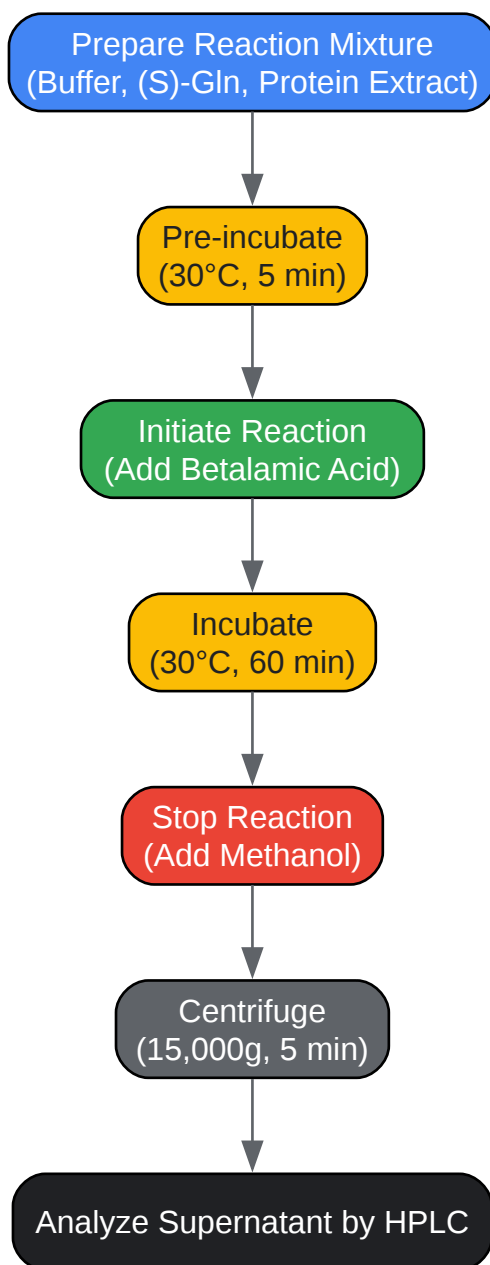 Prepare Reaction Mixture
(Buffer, (S)-Gln, Protein Extract)
Pre-incubate
(30°C, 5 min)
Initiate Reaction
(Add Betalamic Acid)
Incubate
(30°C, 60 min)
Stop Reaction
(Add Methanol)
Centrifuge
(15,000g, 5 min)
Analyze Supernatant by HPLC